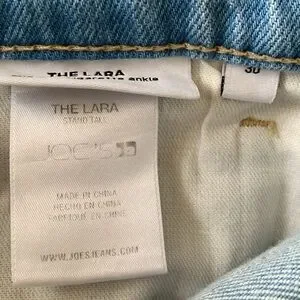 THE LARA
cigarette ankle
30
THE LARA
STAND TALL
JOE'S
MADE IN CHINA
HECHO EN CHINA
FABRIQUÉ EN CHINE
WWW.JOESJEANS.COM